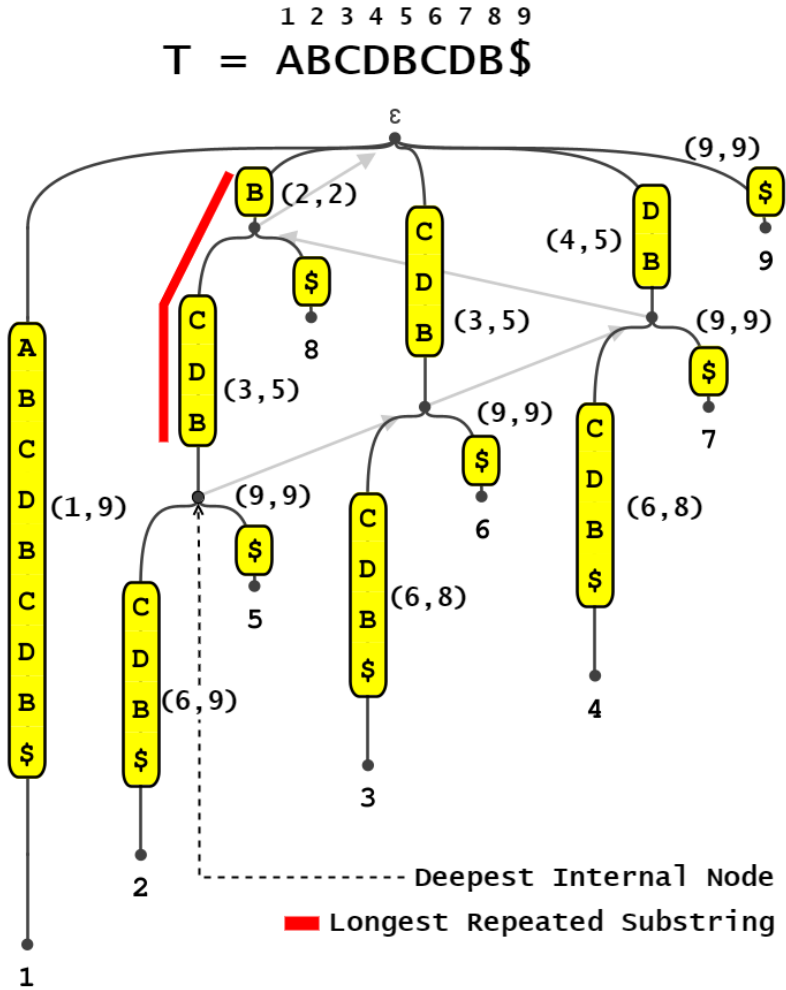 1 2 3 4 5 6 7 8 9
T = ABCDBCDB$
ε
(9,9)
B (2,2)
$
D
B
(4,5)
9
C
D
B
(3,5)
$
8
C
D
B
(3,5)
(9,9)
$
7
A
B
C
D
B
C
D
B
$
(1,9)
(9,9)
$
6
C
D
B
$
(6,8)
(9,9)
$
5
C
D
B
$
(6,8)
4
C
D
B
$
(6,9)
3
2
Deepest Internal Node
Longest Repeated Substring
1